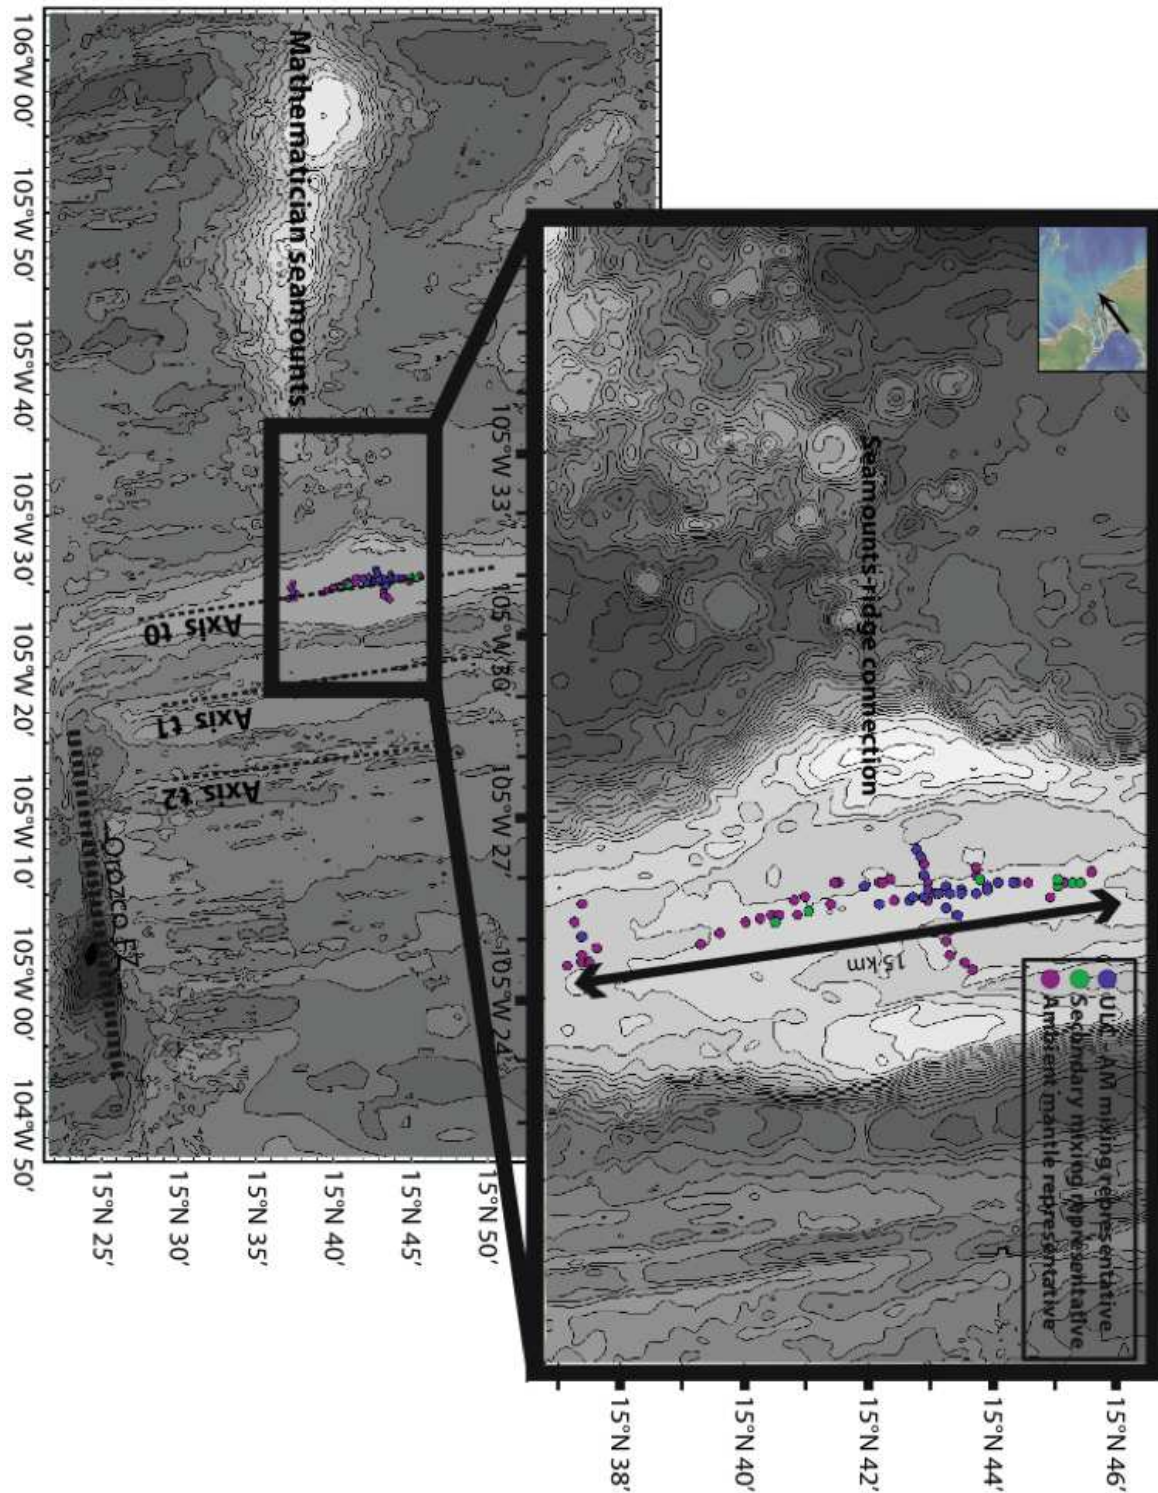 106°W 00'
105°W 50'
105°W 40'
105°W 30'
105°W 20'
105°W 10'
105°W 00'
104°W 50'
15°N 25'
15°N 30'
15°N 35'
15°N 40'
15°N 45'
15°N 50'
Mathematician seamounts
Axis t0
Axis t1
Axis t2
Orozco FZ
105°W 33'
105°W 30'
105°W 27'
105°W 24'
15°N 38'
15°N 40'
15°N 42'
15°N 44'
15°N 46'
Seamounts-ridge connection
15 km
ULC - AM mixing representative
Secondary mixing representative
Ambient mantle representative